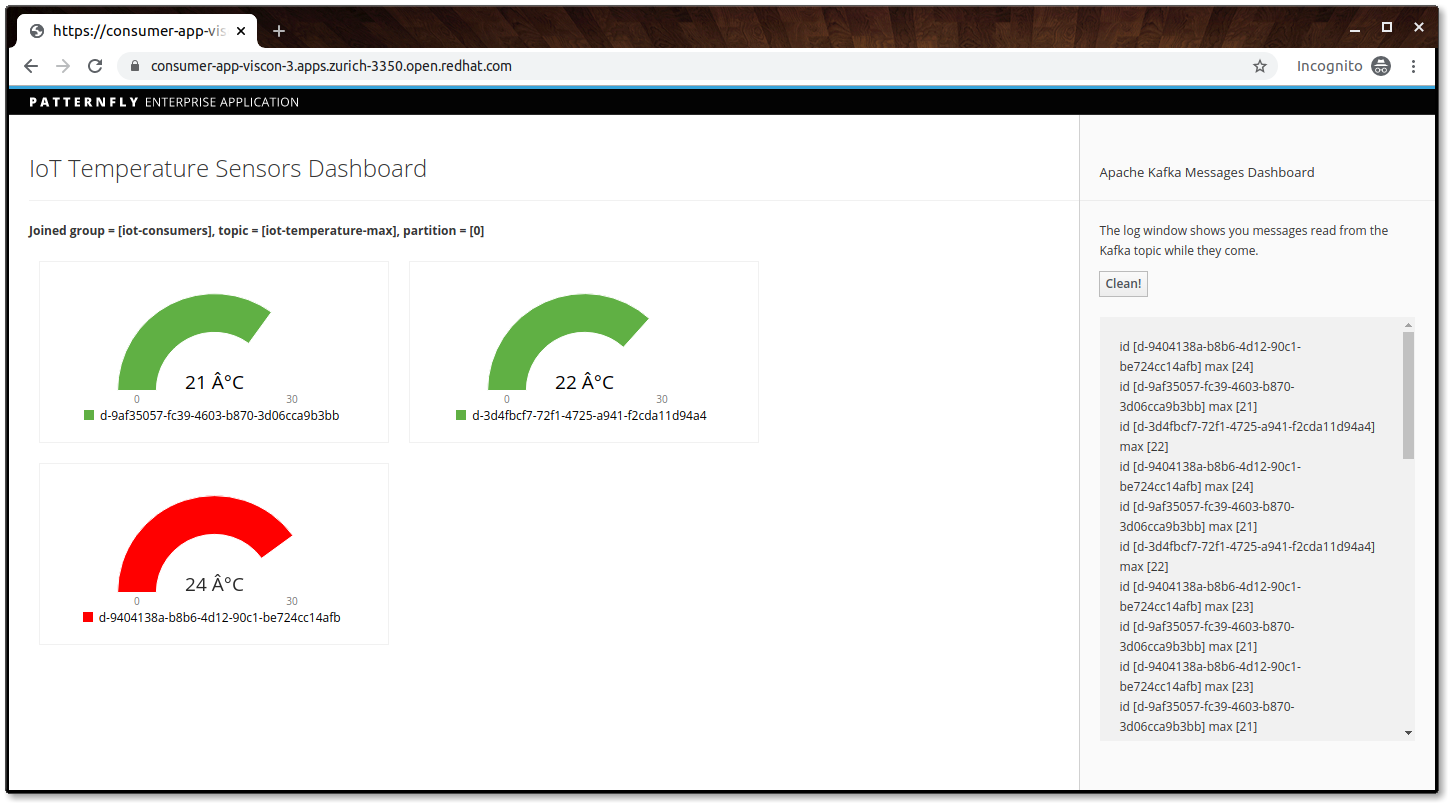 https://consumer-app-vis
consumer-app-viscon-3.apps.zurich-3350.open.redhat.com
Incognito
PATTERNFLY ENTERPRISE APPLICATION
IoT Temperature Sensors Dashboard
Joined group = [iot-consumers], topic = [iot-temperature-max], partition = [0]
21 Â°C
0
30
d-9af35057-fc39-4603-b870-3d06cca9b3bb
22 Â°C
0
30
d-3d4fbcf7-72f1-4725-a941-f2cda11d94a4
24 Â°C
0
30
d-9404138a-b8b6-4d12-90c1-be724cc14afb
Apache Kafka Messages Dashboard
The log window shows you messages read from the
Kafka topic while they come.
Clean!
id [d-9404138a-b8b6-4d12-90c1-
be724cc14afb] max [24]
id [d-9af35057-fc39-4603-b870-
3d06cca9b3bb] max [21]
id [d-3d4fbcf7-72f1-4725-a941-f2cda11d94a4]
max [22]
id [d-9404138a-b8b6-4d12-90c1-
be724cc14afb] max [24]
id [d-9af35057-fc39-4603-b870-
3d06cca9b3bb] max [21]
id [d-3d4fbcf7-72f1-4725-a941-f2cda11d94a4]
max [22]
id [d-9404138a-b8b6-4d12-90c1-
be724cc14afb] max [23]
id [d-9af35057-fc39-4603-b870-
3d06cca9b3bb] max [21]
id [d-9404138a-b8b6-4d12-90c1-
be724cc14afb] max [23]
id [d-9af35057-fc39-4603-b870-
3d06cca9b3bb] max [21]